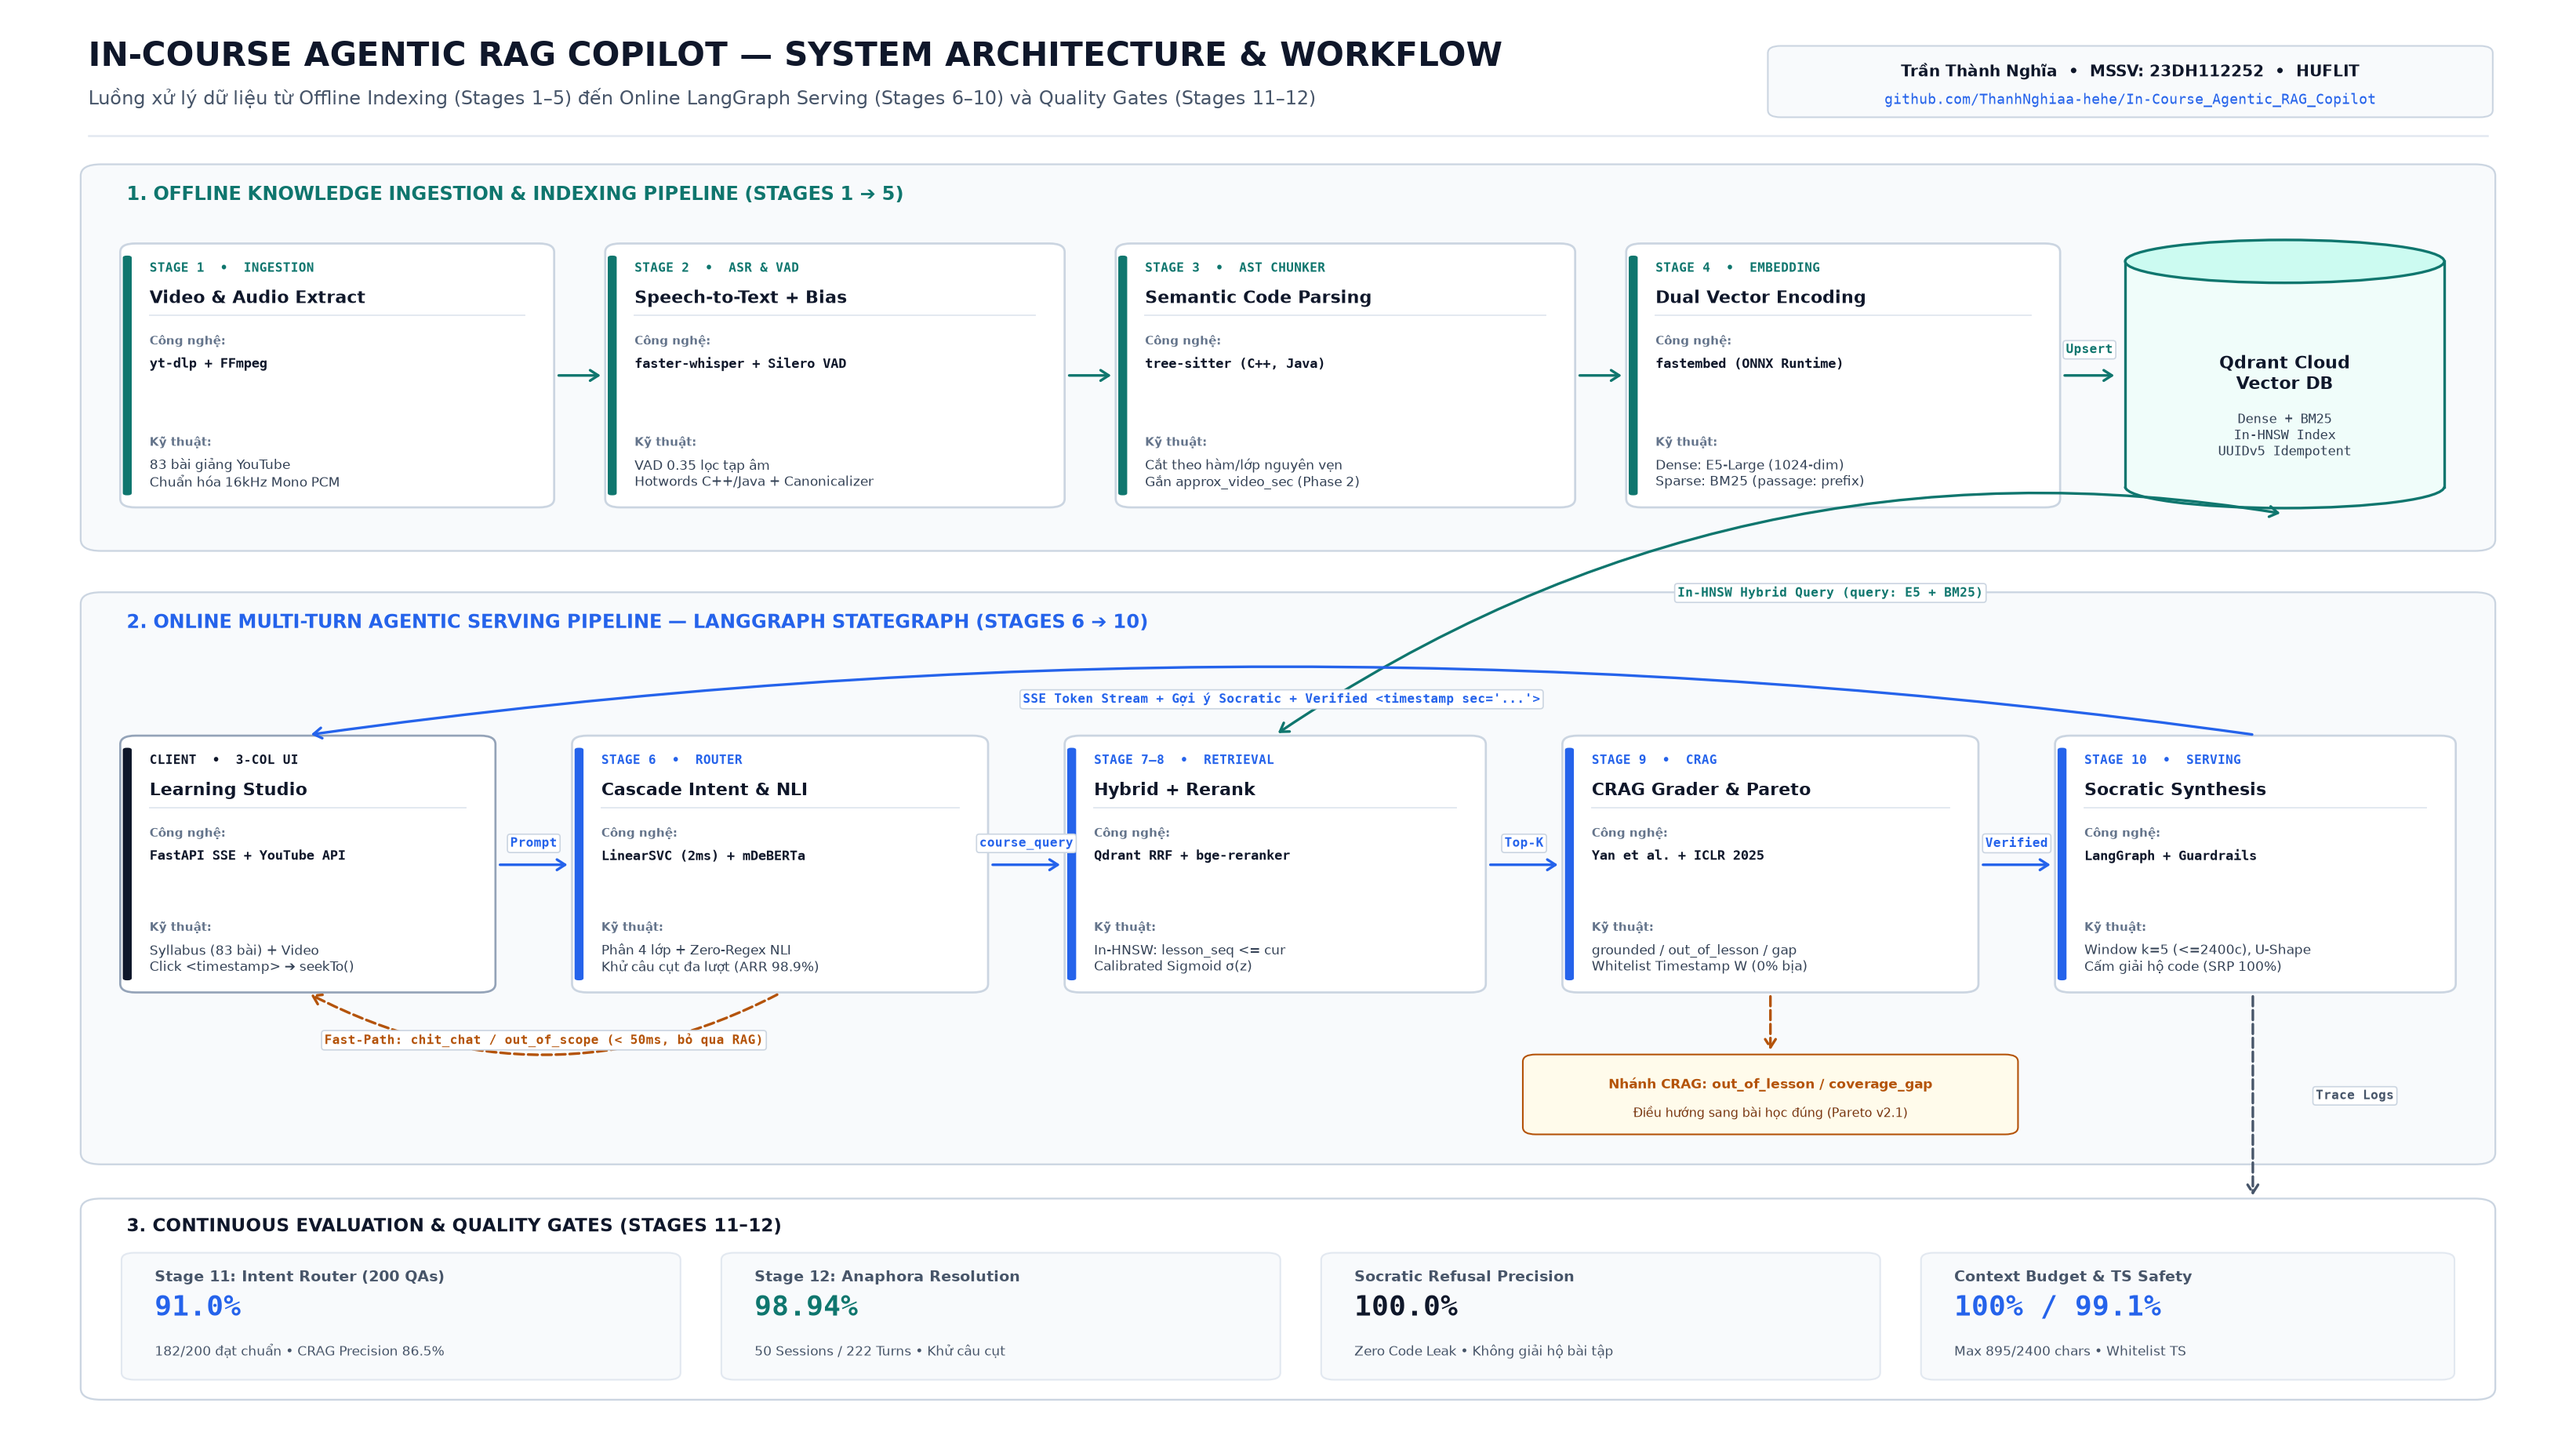 IN-COURSE AGENTIC RAG COPILOT — SYSTEM ARCHITECTURE & WORKFLOW
Luồng xử lý dữ liệu từ Offline Indexing (Stages 1–5) đến Online LangGraph Serving (Stages 6–10) và Quality Gates (Stages 11–12)
Trần Thành Nghĩa • MSSV: 23DH112252 • HUFLIT
github.com/ThanhNghiaa-hehe/In-Course_Agentic_RAG_Copilot
1. OFFLINE KNOWLEDGE INGESTION & INDEXING PIPELINE (STAGES 1 → 5)
STAGE 1 • INGESTION
Video & Audio Extract
Công nghệ:
yt-dlp + FFmpeg
Kỹ thuật:
83 bài giảng YouTube
Chuẩn hóa 16kHz Mono PCM
STAGE 2 • ASR & VAD
Speech-to-Text + Bias
Công nghệ:
faster-whisper + Silero VAD
Kỹ thuật:
VAD 0.35 lọc tạp âm
Hotwords C++/Java + Canonicalizer
STAGE 3 • AST CHUNKER
Semantic Code Parsing
Công nghệ:
tree-sitter (C++, Java)
Kỹ thuật:
Cắt theo hàm/lớp nguyên vẹn
Gắn approx_video_sec (Phase 2)
STAGE 4 • EMBEDDING
Dual Vector Encoding
Công nghệ:
fastembed (ONNX Runtime)
Kỹ thuật:
Dense: E5-Large (1024-dim)
Sparse: BM25 (passage: prefix)
Upsert
Qdrant Cloud
Vector DB
Dense + BM25
In-HNSW Index
UUIDv5 Idempotent
In-HNSW Hybrid Query (query: E5 + BM25)
2. ONLINE MULTI-TURN AGENTIC SERVING PIPELINE — LANGGRAPH STATEGRAPH (STAGES 6 → 10)
SSE Token Stream + Gợi ý Socratic + Verified <timestamp sec='...'>
CLIENT • 3-COL UI
Learning Studio
Công nghệ:
FastAPI SSE + YouTube API
Kỹ thuật:
Syllabus (83 bài) + Video
Click <timestamp> → seekTo()
Prompt
STAGE 6 • ROUTER
Cascade Intent & NLI
Công nghệ:
LinearSVC (2ms) + mDeBERTa
Kỹ thuật:
Phân 4 lớp + Zero-Regex NLI
Khử câu cụt đa lượt (ARR 98.9%)
course_query
STAGE 7–8 • RETRIEVAL
Hybrid + Rerank
Công nghệ:
Qdrant RRF + bge-reranker
Kỹ thuật:
In-HNSW: lesson_seq <= cur
Calibrated Sigmoid σ(z)
Top-K
STAGE 9 • CRAG
CRAG Grader & Pareto
Công nghệ:
Yan et al. + ICLR 2025
Kỹ thuật:
grounded / out_of_lesson / gap
Whitelist Timestamp W (0% bịa)
Verified
STAGE 10 • SERVING
Socratic Synthesis
Công nghệ:
LangGraph + Guardrails
Kỹ thuật:
Window k=5 (<=2400c), U-Shape
Cấm giải hộ code (SRP 100%)
Fast-Path: chit_chat / out_of_scope (< 50ms, bỏ qua RAG)
Nhánh CRAG: out_of_lesson / coverage_gap
Điều hướng sang bài học đúng (Pareto v2.1)
Trace Logs
3. CONTINUOUS EVALUATION & QUALITY GATES (STAGES 11–12)
Stage 11: Intent Router (200 QAs)
91.0%
182/200 đạt chuẩn • CRAG Precision 86.5%
Stage 12: Anaphora Resolution
98.94%
50 Sessions / 222 Turns • Khử câu cụt
Socratic Refusal Precision
100.0%
Zero Code Leak • Không giải hộ bài tập
Context Budget & TS Safety
100% / 99.1%
Max 895/2400 chars • Whitelist TS